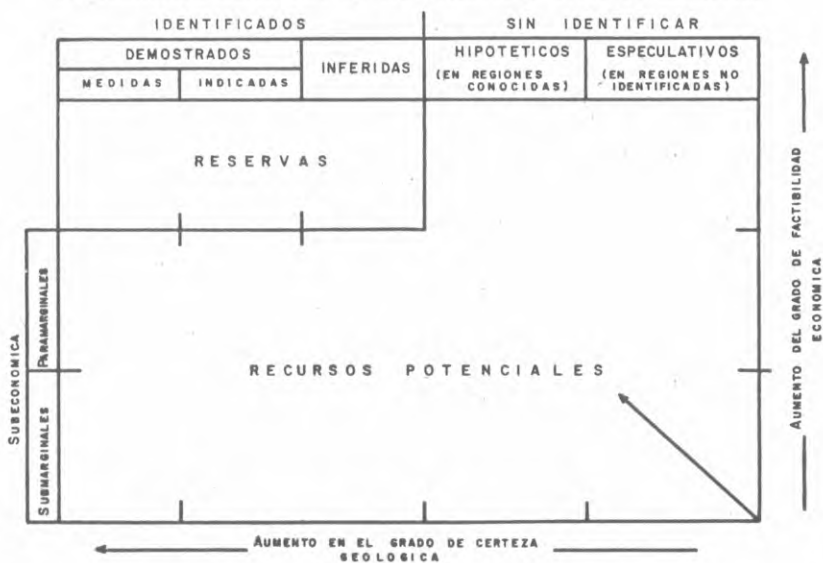 IDENTIFICADOS
SIN IDENTIFICAR
DEMOSTRADOS
MEDIDAS
INDICADAS
INFERIDAS
HIPOTETICOS
(EN REGIONES
CONOCIDAS)
ESPECULATIVOS
(EN REGIONES NO
IDENTIFICADAS)
RESERVAS
SUBECONOMICA
PARAMARGINALES
SUBMARGINALES
RECURSOS POTENCIALES
AUMENTO DEL GRADO DE FACTIBILIDAD
ECONOMICA
AUMENTO EN EL GRADO DE CERTEZA
GEOLOGICA